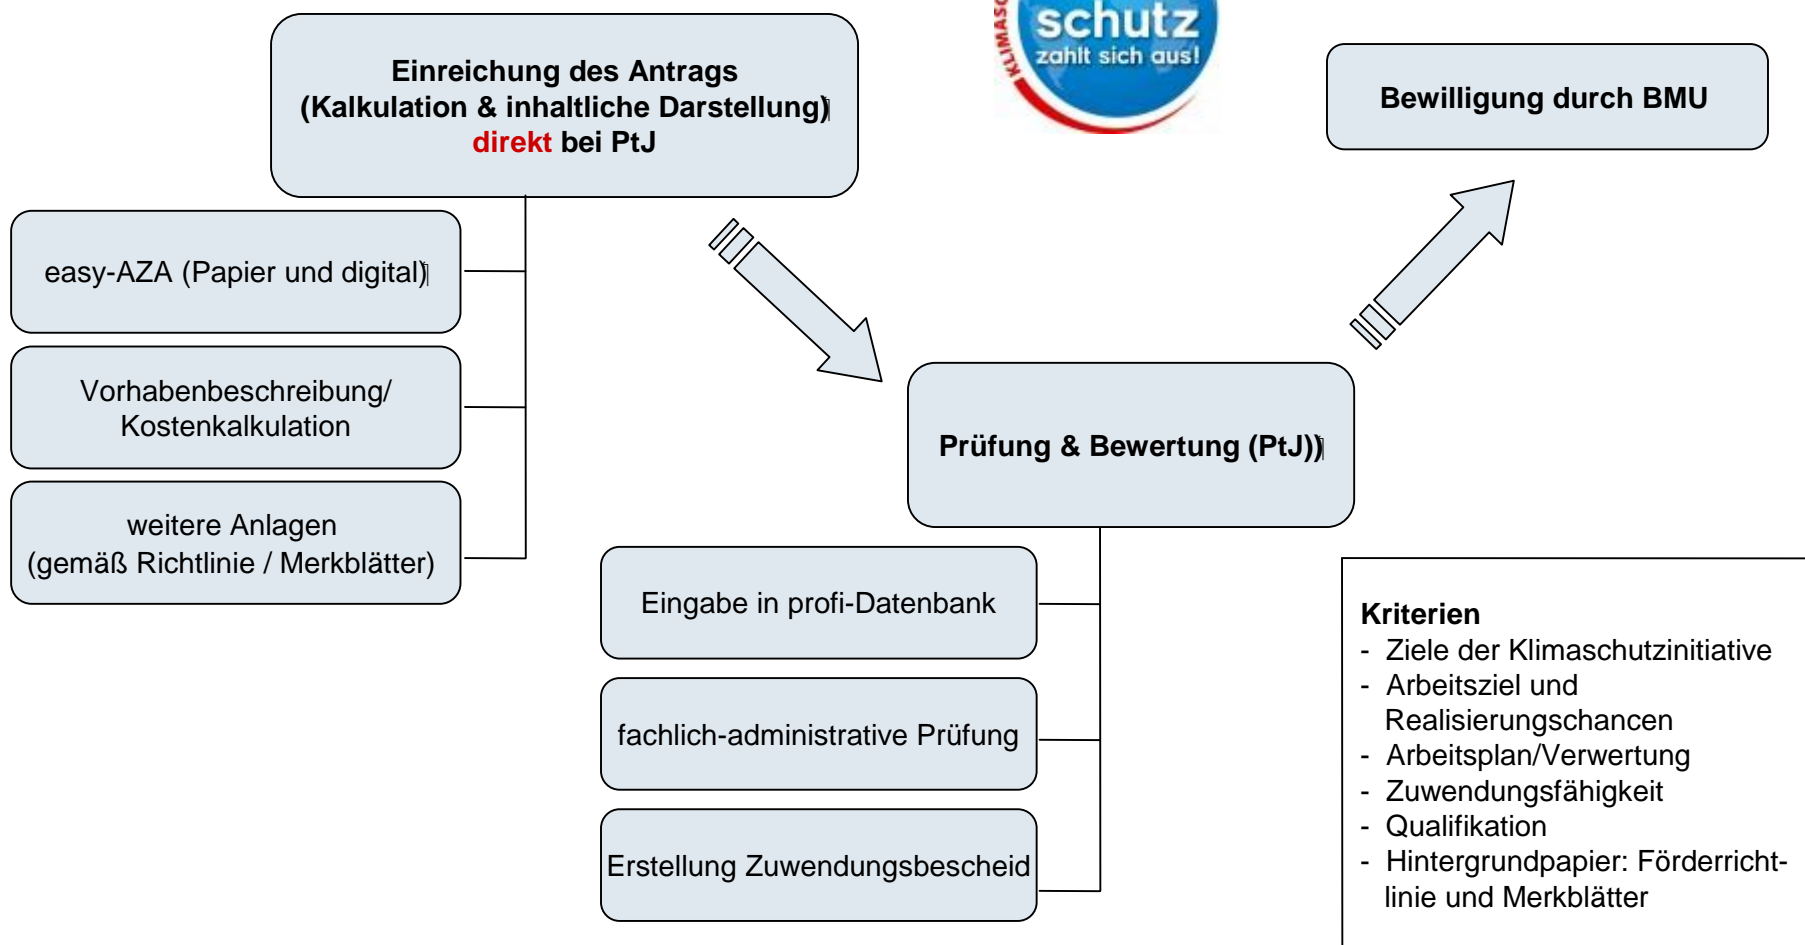 Einreichung des Antrags
(Kalkulation & inhaltliche Darstellung)
direkt bei PtJ
easy-AZA (Papier und digital)
Vorhabenbeschreibung/
Kostenkalkulation
weitere Anlagen
(gemäß Richtlinie / Merkblätter)
schutz
zahlt sich aus!
Prüfung & Bewertung (PtJ))
Eingabe in profi-Datenbank
fachlich-administrative Prüfung
Erstellung Zuwendungsbescheid
Bewilligung durch BMU
Kriterien
- Ziele der Klimaschutzinitiative
- Arbeitsziel und
Realisierungschancen
- Arbeitsplan/Verwertung
- Zuwendungsfähigkeit
- Qualifikation
- Hintergrundpapier: Förderricht-
linie und Merkblätter